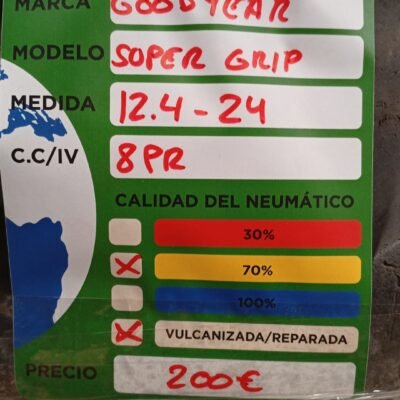 MARCA GOODYEAR
MODELO SOPER GRIP
MEDIDA 12.4-24
C.C/IV 8PR
CALIDAD DEL NEUMÁTICO
30%
X 70%
100%
X VULCANIZADA/REPARADA
PRECIO 200€